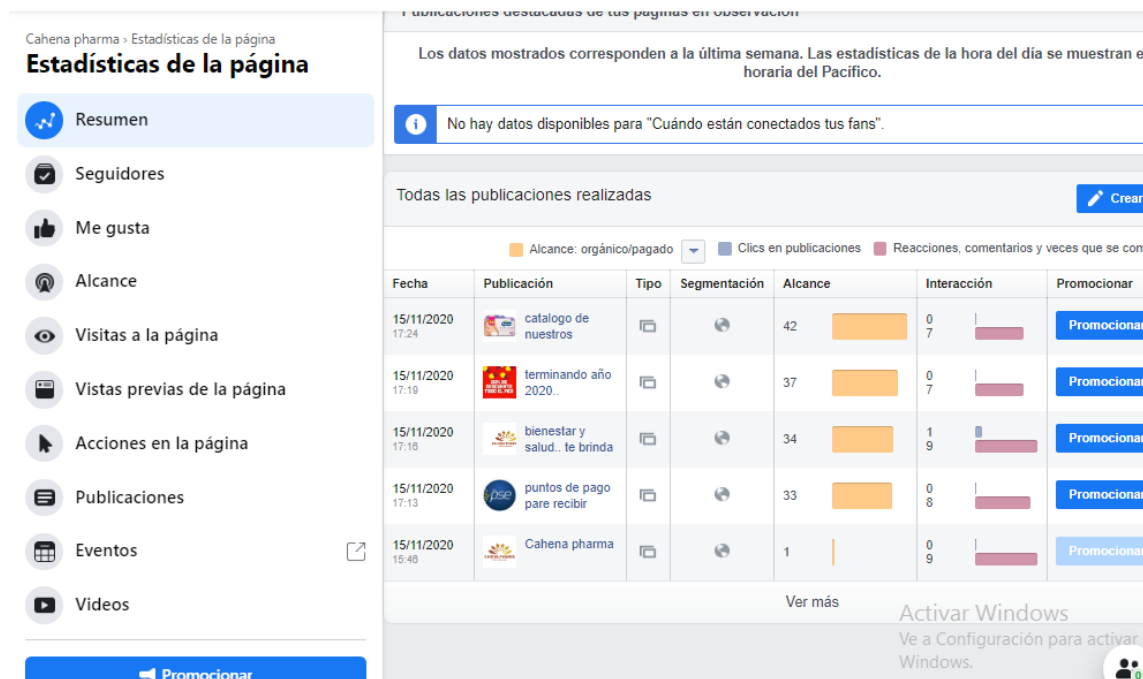 Cahena pharma › Estadísticas de la página
Estadísticas de la página
Resumen
Seguidores
Me gusta
Alcance
Visitas a la página
Vistas previas de la página
Acciones en la página
Publicaciones
Eventos
Videos
Promocionar
Publicaciones destacadas de tus páginas en observación
Los datos mostrados corresponden a la última semana. Las estadísticas de la hora del día se muestran e
horaria del Pacífico.
No hay datos disponibles para "Cuándo están conectados tus fans".
Todas las publicaciones realizadas
Crear
Alcance: orgánico/pagado Clics en publicaciones Reacciones, comentarios y veces que se com
Fecha Publicación Tipo Segmentación Alcance Interacción Promocionar
15/11/2020 catalogo de 42 0 Promocionar
17:24 nuestros 7
15/11/2020 terminando año 37 0 Promocionar
17:19 2020.. 7
15/11/2020 bienestar y 34 1 Promocionar
17:16 salud.. te brinda 9
15/11/2020 pse puntos de pago 33 0 Promocionar
17:13 pare recibir 8
15/11/2020 Cahena pharma 1 0 Promocionar
15:46 9
Ver más
Activar Windows
Ve a Configuración para activar
Windows.